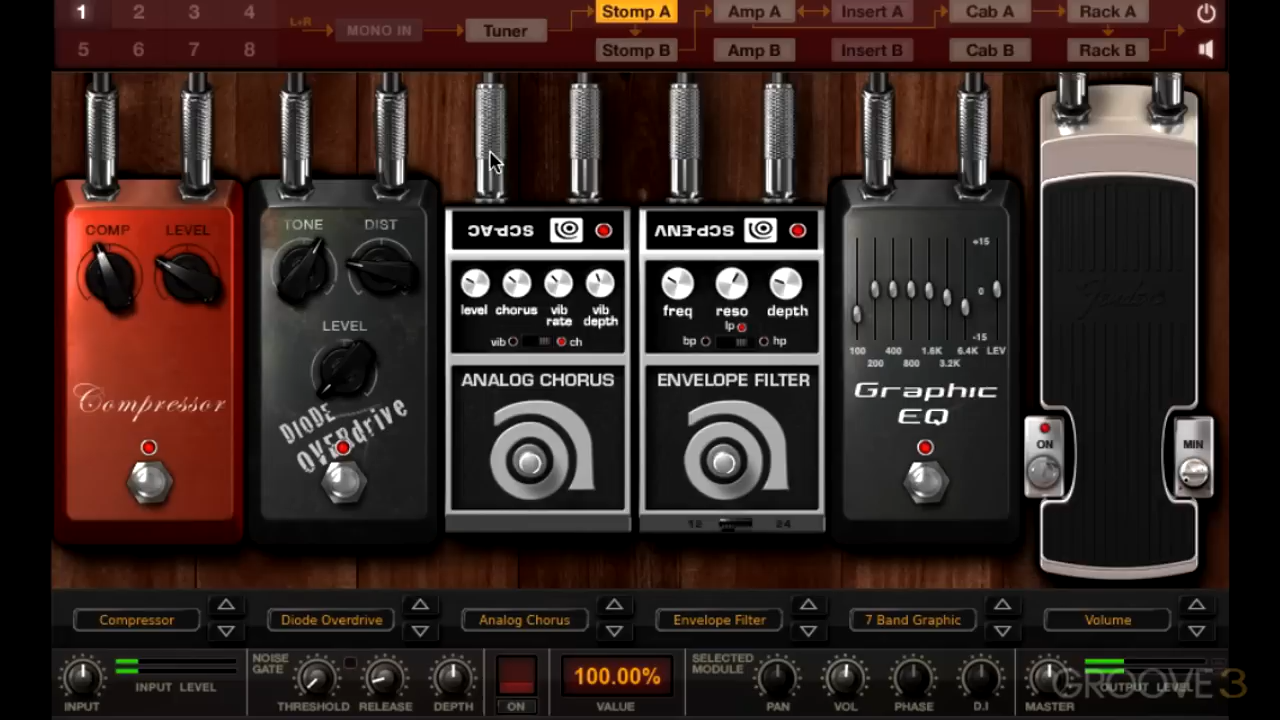 1 2 3 4
5 6 7 8
L+R
MONO IN
Tuner
Stomp A
Amp A
Insert A
Cab A
Rack A
Stomp B
Amp B
Insert B
Cab B
Rack B
COMP LEVEL
Compressor
TONE DIST
LEVEL
DIODE
OVERdrive
SCP-AC
level chorus vib rate vib depth
vib ch
ANALOG CHORUS
SCP-ENV
freq reso depth
lp
bp hp
ENVELOPE FILTER
12 24
+15
0
-15
100 400 1.6K 6.4K LEV
200 800 3.2K
Graphic
EQ
Fender
ON
MIN
Compressor
Diode Overdrive
Analog Chorus
Envelope Filter
7 Band Graphic
Volume
INPUT
INPUT LEVEL
NOISE
GATE
THRESHOLD RELEASE DEPTH
ON
100.00%
VALUE
SELECTED
MODULE
PAN VOL PHASE D.I
MASTER
OUTPUT LEVEL
GROOVE3